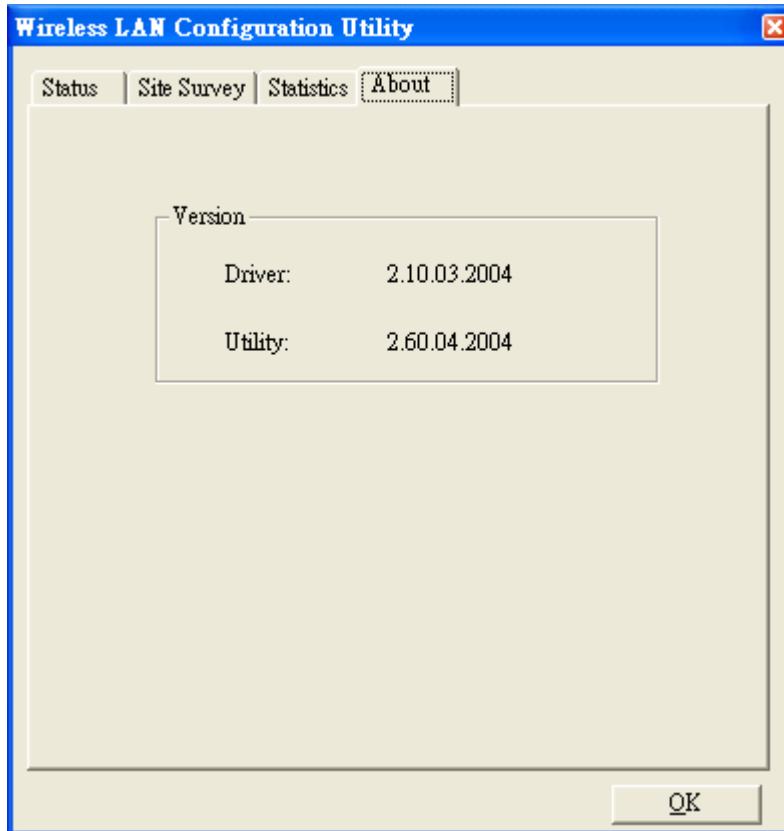 Wireless LAN Configuration Utility
Status Site Survey Statistics About
Version
Driver: 2.10.03.2004
Utility: 2.60.04.2004
OK